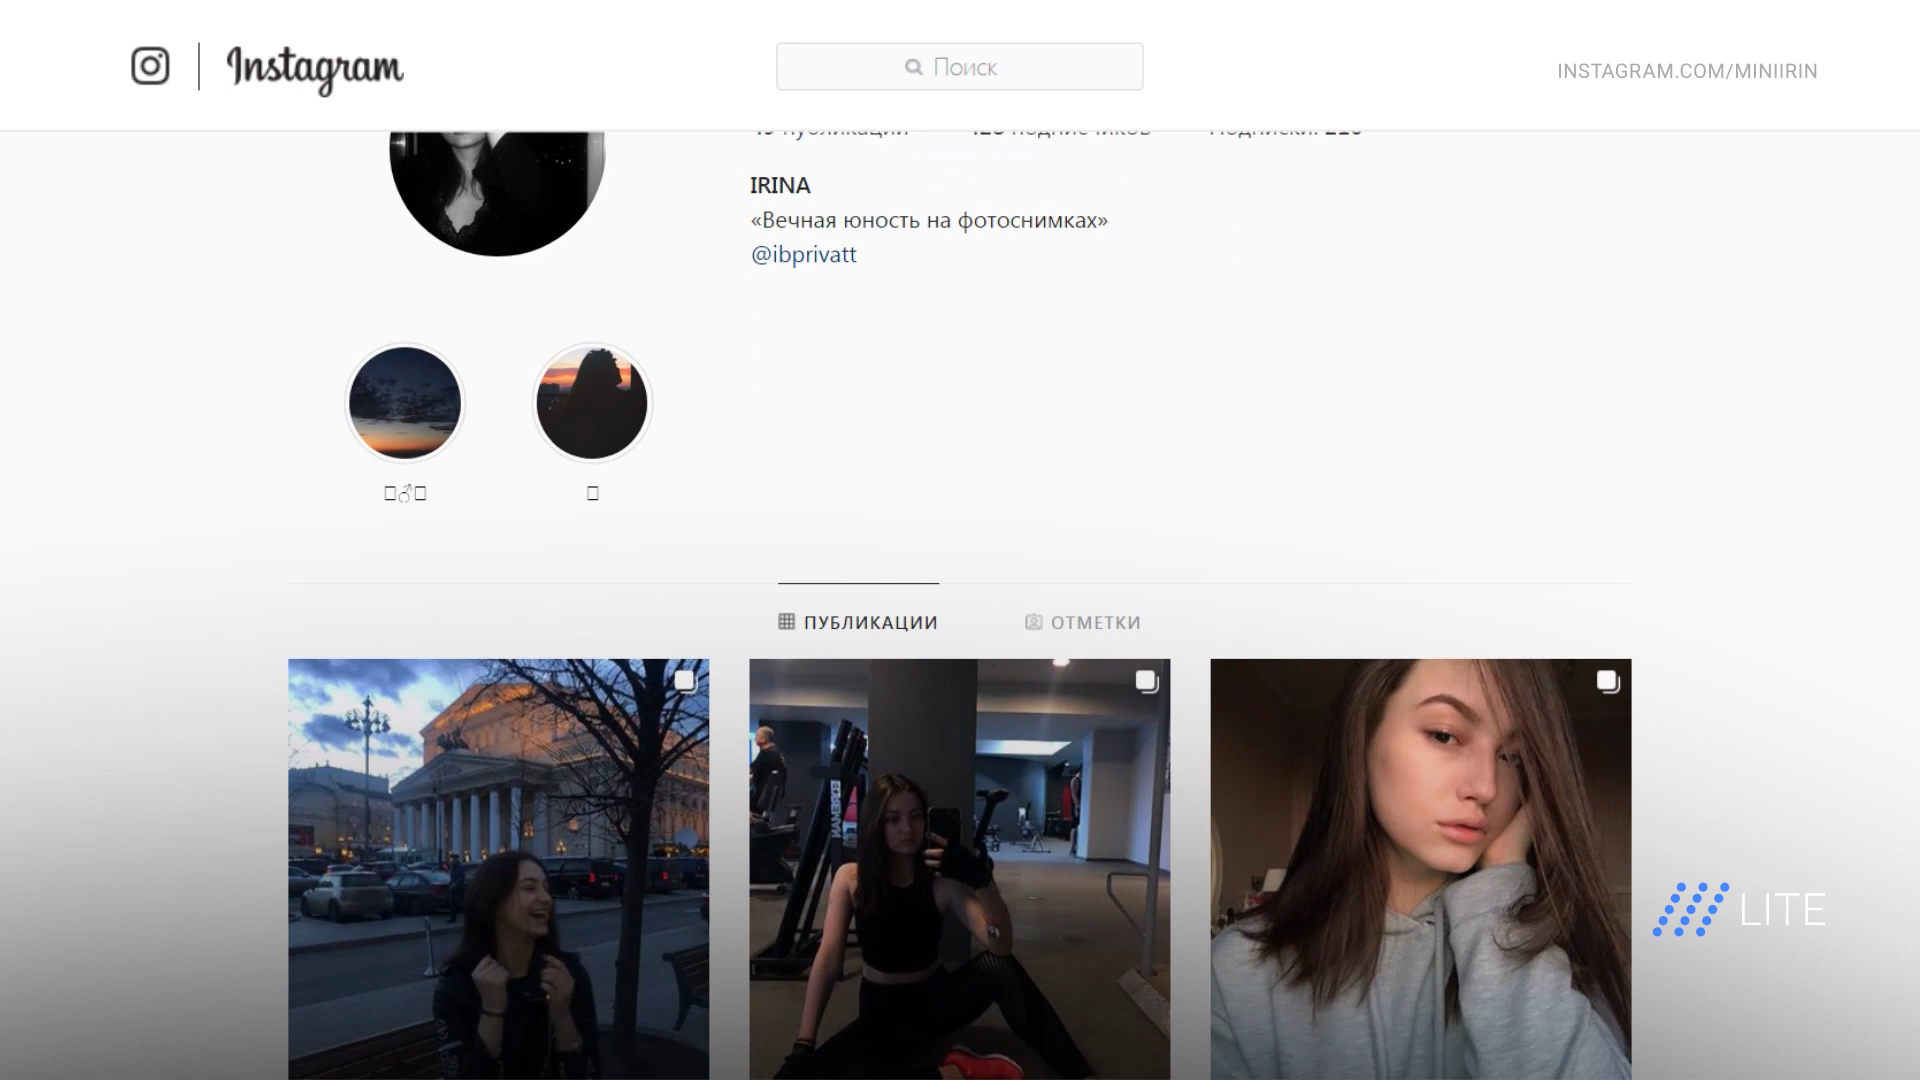 Instagram
Поиск
INSTAGRAM.COM/MINIIRIN
IRINA
«Вечная юность на фотоснимках»
@ibprivatt
ПУБЛИКАЦИИ
ОТМЕТКИ
LITE